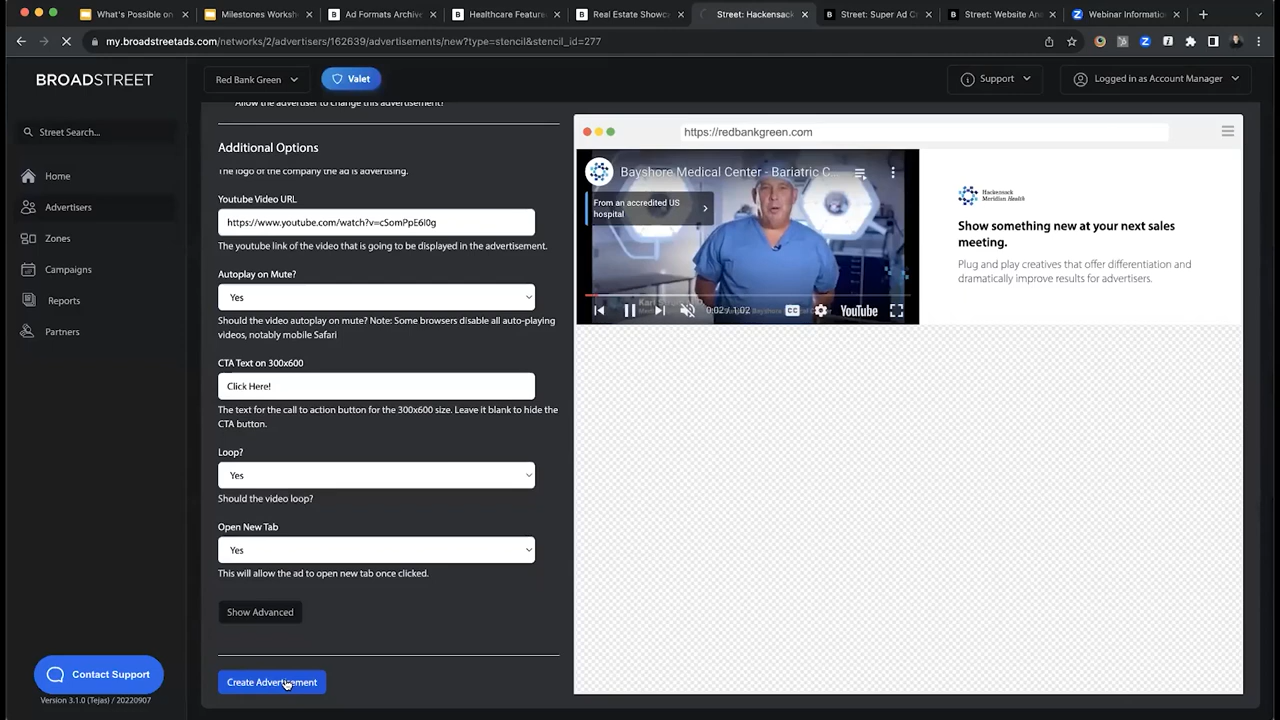 What's Possible on
Milestones Worksh
Ad Formats Archive
Healthcare Feature
Real Estate Showc
Street: Hackensack
Street: Super Ad C
Street: Website An
Webinar Informatio
my.broadstreetads.com/networks/2/advertisers/162639/advertisements/new?type=stencil&stencil_id=277
BROADSTREET
Red Bank Green
Valet
Support
Logged in as Account Manager
Street Search...
Home
Advertisers
Zones
Campaigns
Reports
Partners
Contact Support
Version 3.1.0 (Tejas) / 20220907
Allow the advertiser to change this advertisement?
Additional Options
The logo of the company the ad is advertising.
Youtube Video URL
The youtube link of the video that is going to be displayed in the advertisement.
Autoplay on Mute?
Yes
Should the video autoplay on mute? Note: Some browsers disable all auto-playing
videos, notably mobile Safari
CTA Text on 300x600
Click Here!
The text for the call to action button for the 300x600 size. Leave it blank to hide the
CTA button.
Loop?
Yes
Should the video loop?
Open New Tab
Yes
This will allow the ad to open new tab once clicked.
Show Advanced
Create Advertisement
https://redbankgreen.com
Bayshore Medical Center - Bariatric C...
From an accredited US
hospital
0:02 / 1:02
CC
YouTube
Hackensack
Meridian Health
Show something new at your next sales
meeting.
Plug and play creatives that offer differentiation and
dramatically improve results for advertisers.